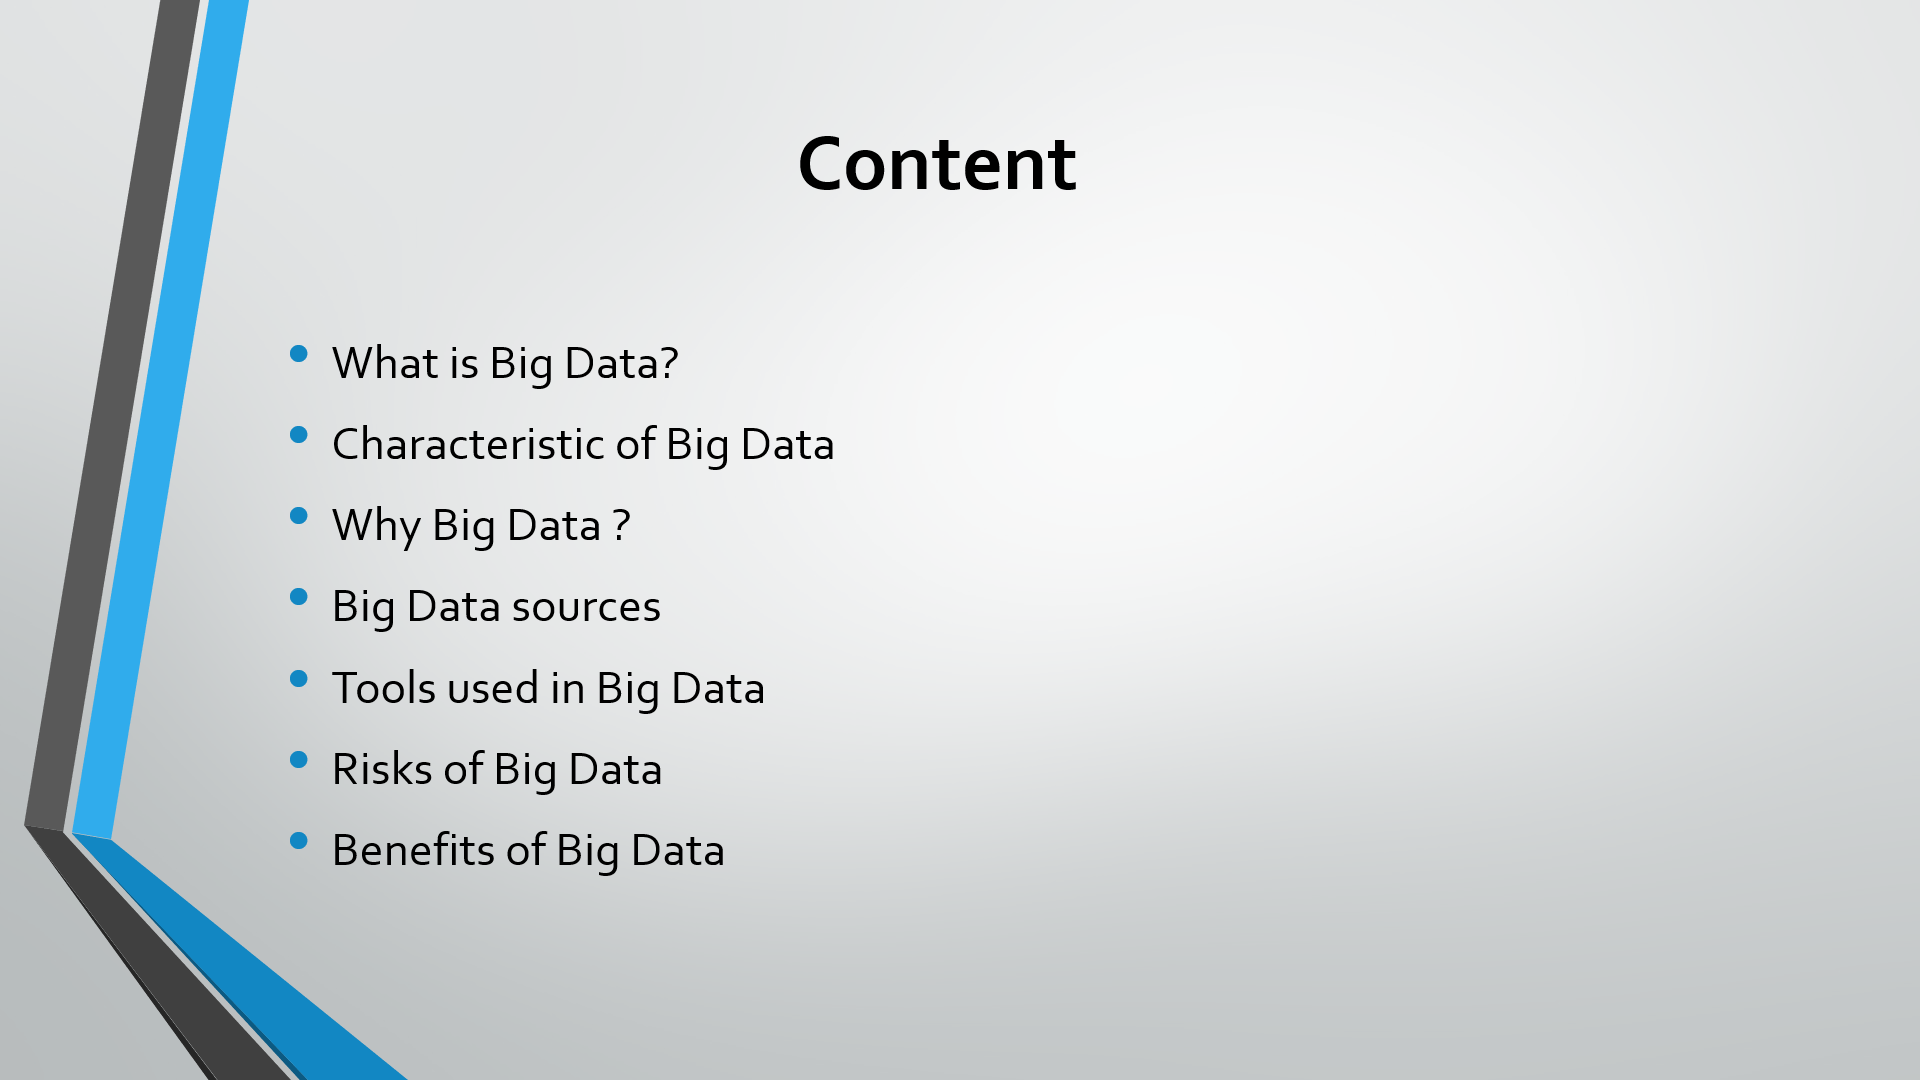 Content
• What is Big Data?
• Characteristic of Big Data
• Why Big Data ?
• Big Data sources
• Tools used in Big Data
• Risks of Big Data
• Benefits of Big Data